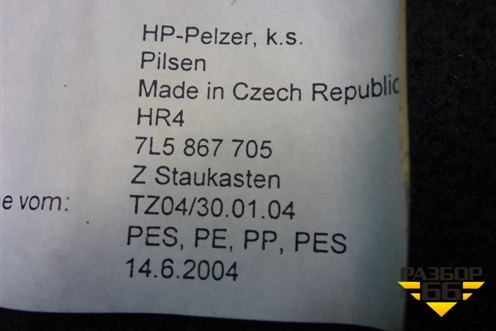 HP-Pelzer, k.s.
Pilsen
Made in Czech Republic
HR4
7L5 867 705
Z Staukasten
e vom: TZ04/30.01.04
PES, PE, PP, PES
14.6.2004
РАЗБОР
66